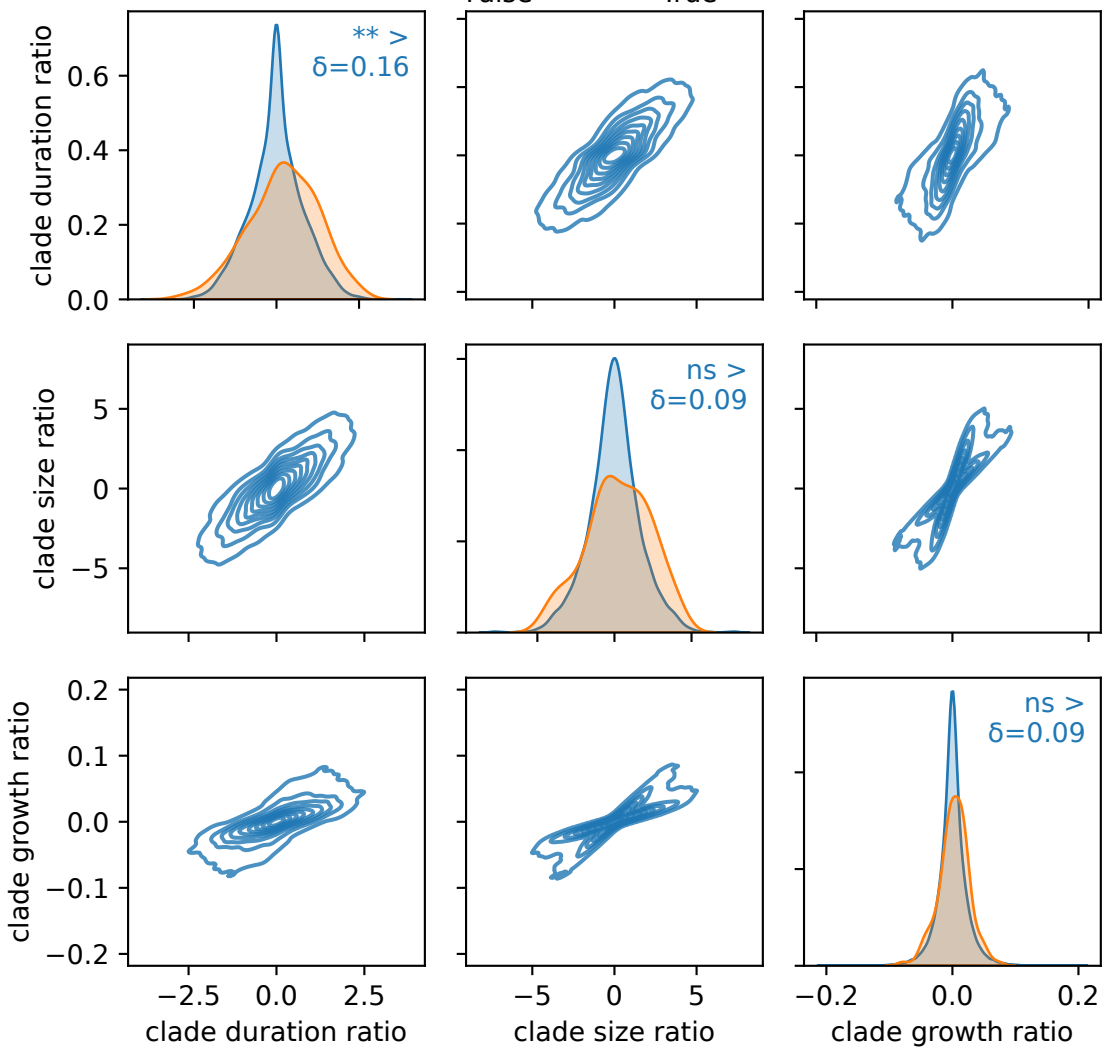 ** >
δ=0.16
clade duration ratio
0.6
0.4
0.2
0.0
ns >
δ=0.09
clade size ratio
5
0
−5
ns >
δ=0.09
clade growth ratio
0.2
0.1
0.0
−0.1
−0.2
−2.5 0.0 2.5
−5 0 5
−0.2 0.0 0.2
clade duration ratio
clade size ratio
clade growth ratio